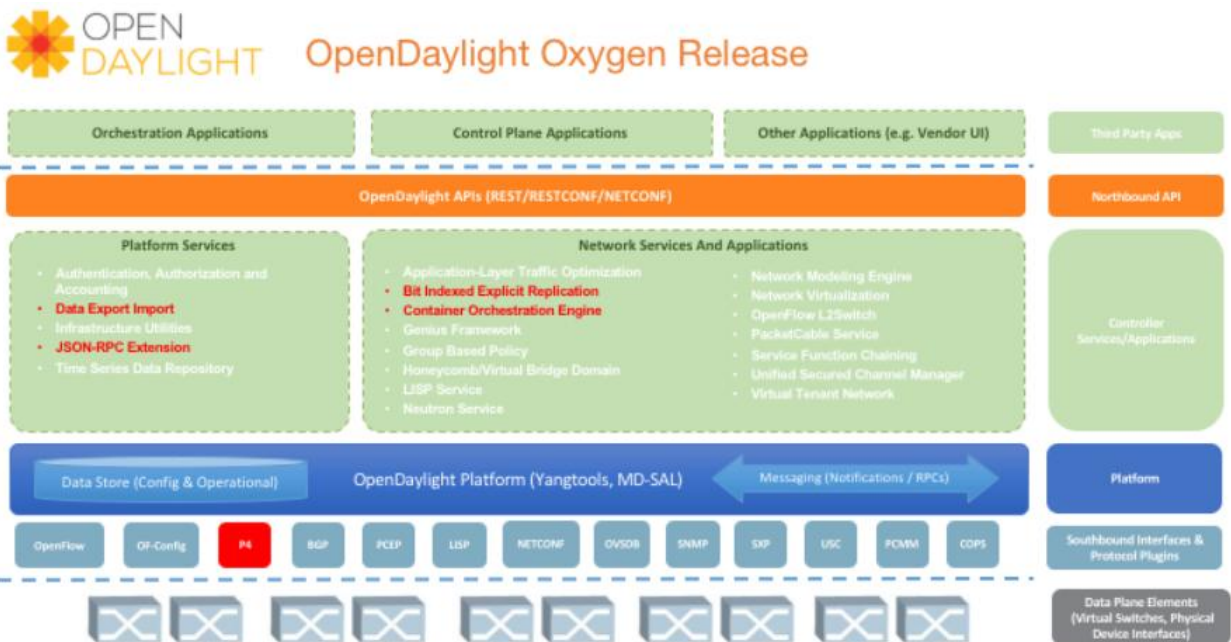 OPEN
DAYLIGHT
OpenDaylight Oxygen Release
Orchestration Applications
Control Plane Applications
Other Applications (e.g. Vendor UI)
Third Party Apps
OpenDaylight APIs (REST/RESTCONF/NETCONF)
Northbound API
Platform Services
• Authentication, Authorization and
Accounting
• Data Export Import
• Infrastructure Utilities
• JSON-RPC Extension
• Time Series Data Repository
Network Services And Applications
• Application-Layer Traffic Optimization
• Bit Indexed Explicit Replication
• Container Orchestration Engine
• Genius Framework
• Group Based Policy
• Honeycomb/Virtual Bridge Domain
• LISP Service
• Neutron Service
• Network Modeling Engine
• Network Virtualization
• OpenFlow L2Switch
• PacketCable Service
• Service Function Chaining
• Unified Secured Channel Manager
• Virtual Tenant Network
Controller
Services/Applications
Data Store (Config & Operational)
OpenDaylight Platform (Yangtools, MD-SAL)
Messaging (Notifications / RPCs)
Platform
OpenFlow
OF-Config
P4
BGP
PCEP
LISP
NETCONF
OVSDB
SNMP
SXP
USC
PCMM
COPS
Southbound Interfaces &
Protocol Plugins
Data Plane Elements
(Virtual Switches, Physical
Device Interfaces)